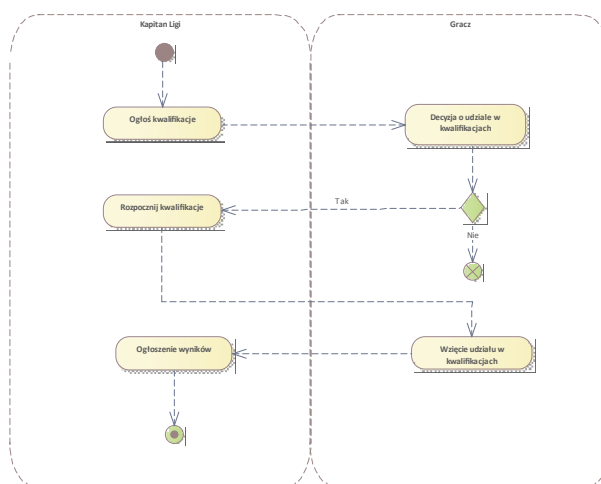 Kapitan Ligi
Gracz
Ogłoś kwalifikacje
Decyzja o udziale w
kwalifikacjach
Rozpocznij kwalifikacje
Tak
Nie
Ogłoszenie wyników
Wzięcie udziału w
kwalifikacjach